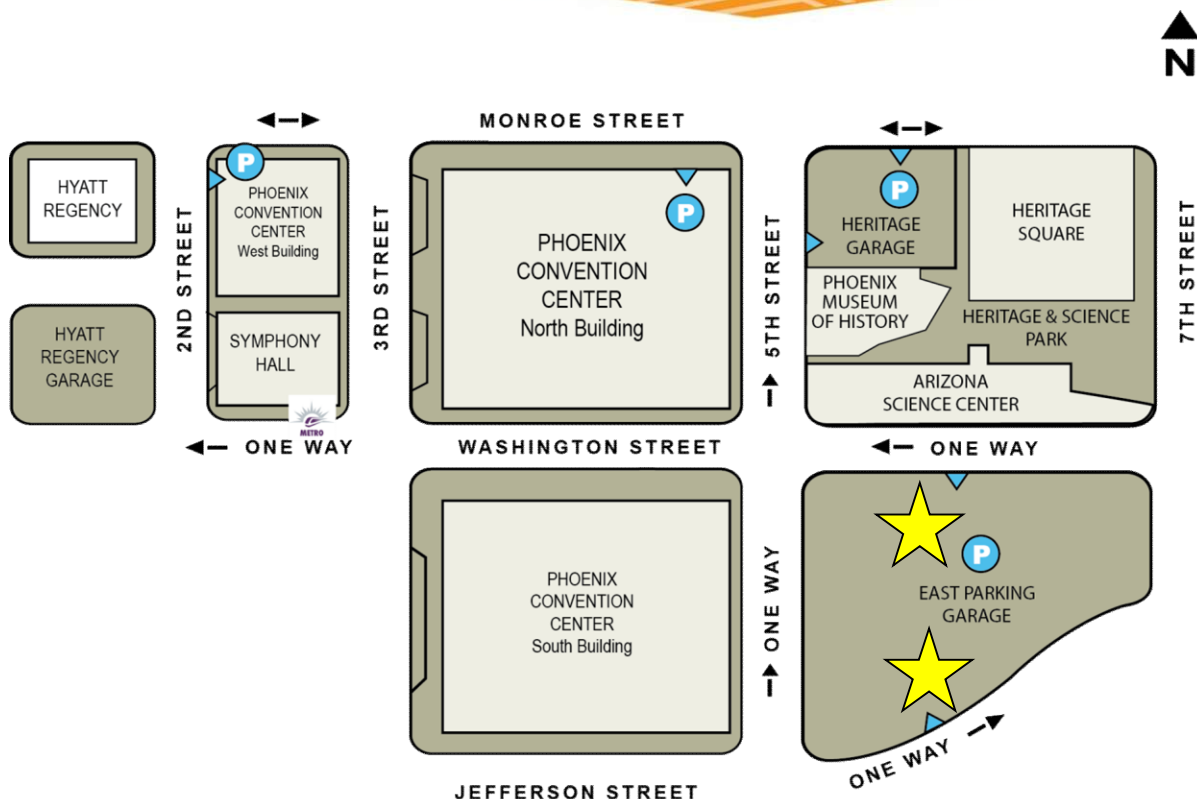 N
MONROE STREET
HYATT
REGENCY
2ND STREET
P
PHOENIX
CONVENTION
CENTER
West Building
3RD STREET
PHOENIX
CONVENTION
CENTER
North Building
P
5TH STREET
P
HERITAGE
GARAGE
HERITAGE
SQUARE
7TH STREET
HYATT
REGENCY
GARAGE
SYMPHONY
HALL
METRO
PHOENIX
MUSEUM
OF HISTORY
HERITAGE & SCIENCE
PARK
ARIZONA
SCIENCE CENTER
ONE WAY
WASHINGTON STREET
ONE WAY
PHOENIX
CONVENTION
CENTER
South Building
ONE WAY
P
EAST PARKING
GARAGE
ONE WAY
JEFFERSON STREET